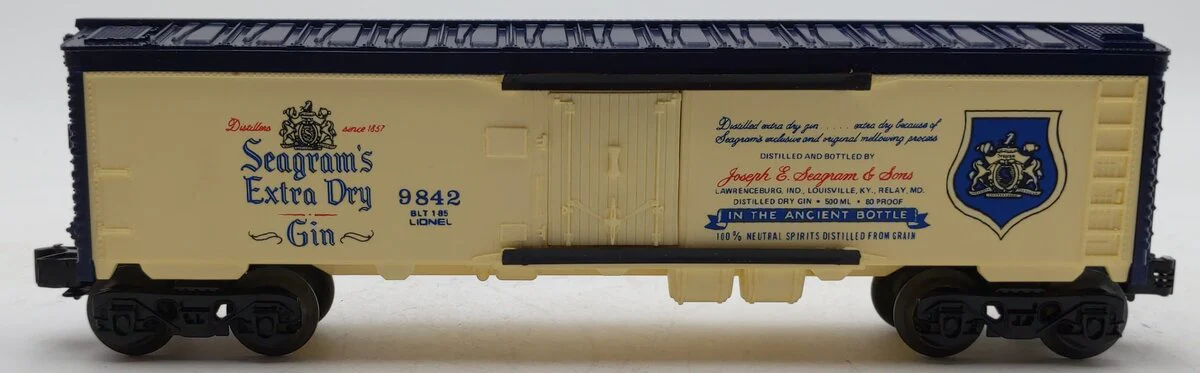 Distillers since 1857
Seagram's
Extra Dry
Gin
9842
BLT 1-85
LIONEL
Distilled extra dry gin ..... extra dry because of
Seagram's exclusive and original mellowing process
DISTILLED AND BOTTLED BY
Joseph E. Seagram & Sons
LAWRENCEBURG, IND., LOUISVILLE, KY., RELAY, MD.
DISTILLED DRY GIN • 500 ML • 80 PROOF
IN THE ANCIENT BOTTLE
100% NEUTRAL SPIRITS DISTILLED FROM GRAIN